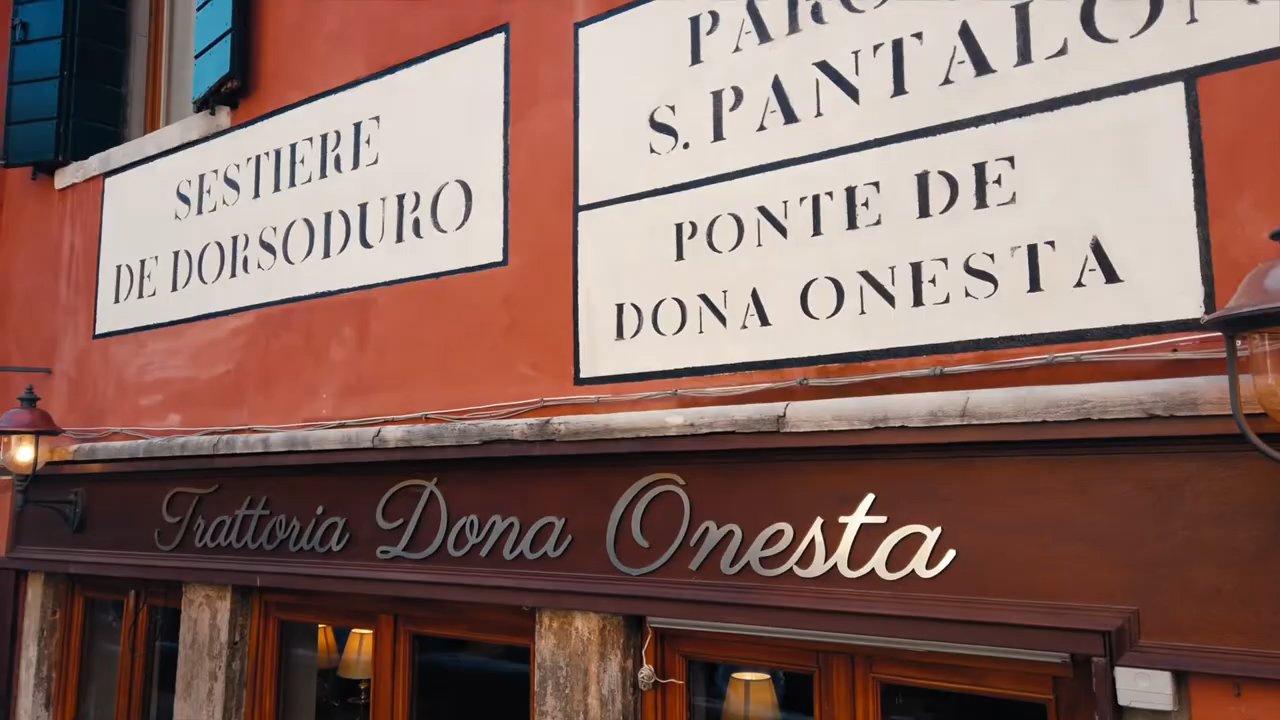 SESTIERE
DE DORSODURO
S. PANTALON
PONTE DE
DONA ONESTA
Trattoria Dona Onesta